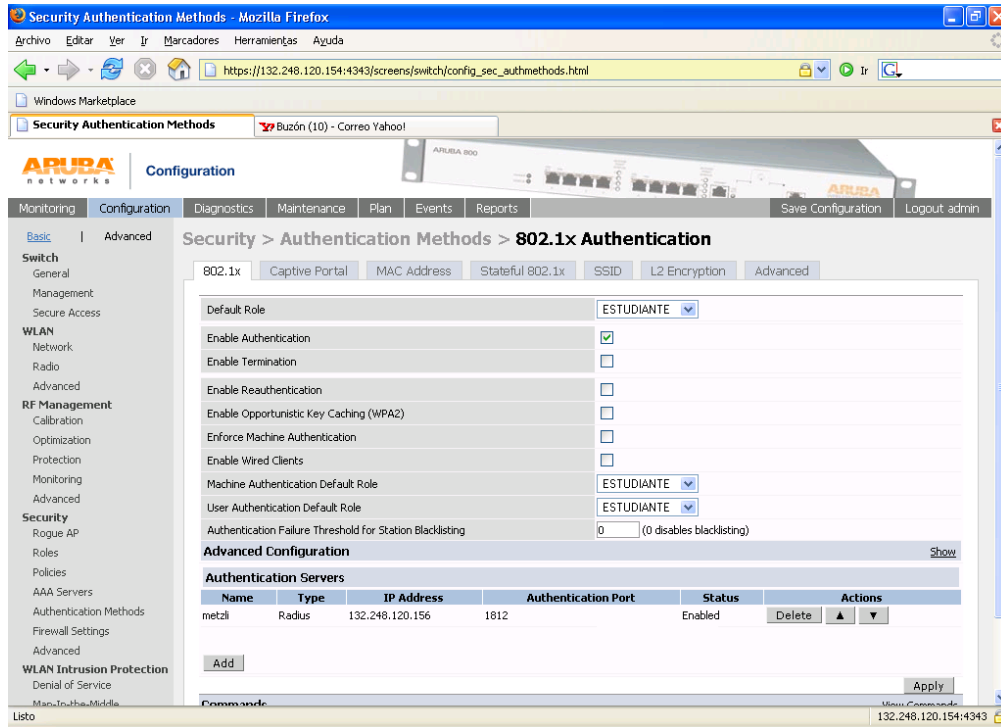 Security Authentication Methods - Mozilla Firefox
Archivo Editar Ver Ir Marcadores Herramientas Ayuda
https://132.248.120.154:4343/screens/switch/config_sec_authmethods.html Ir
Windows Marketplace
Security Authentication Methods Buzón (10) - Correo Yahoo!
ARUBA networks Configuration ARUBA 800 ARUBA
Monitoring Configuration Diagnostics Maintenance Plan Events Reports Save Configuration Logout admin
Basic | Advanced
Security > Authentication Methods > 802.1x Authentication
Switch
General
Management
Secure Access
WLAN
Network
Radio
Advanced
RF Management
Calibration
Optimization
Protection
Monitoring
Advanced
Security
Rogue AP
Roles
Policies
AAA Servers
Authentication Methods
Firewall Settings
Advanced
WLAN Intrusion Protection
Denial of Service
Man-In-the-Middle
802.1x Captive Portal MAC Address Stateful 802.1x SSID L2 Encryption Advanced
Default Role ESTUDIANTE
Enable Authentication
Enable Termination
Enable Reauthentication
Enable Opportunistic Key Caching (WPA2)
Enforce Machine Authentication
Enable Wired Clients
Machine Authentication Default Role ESTUDIANTE
User Authentication Default Role ESTUDIANTE
Authentication Failure Threshold for Station Blacklisting 0 (0 disables blacklisting)
Advanced Configuration Show
Authentication Servers
Name Type IP Address Authentication Port Status Actions
metzli Radius 132.248.120.156 1812 Enabled Delete ▲ ▼
Add
Apply
Commands View Commands
Listo 132.248.120.154:4343